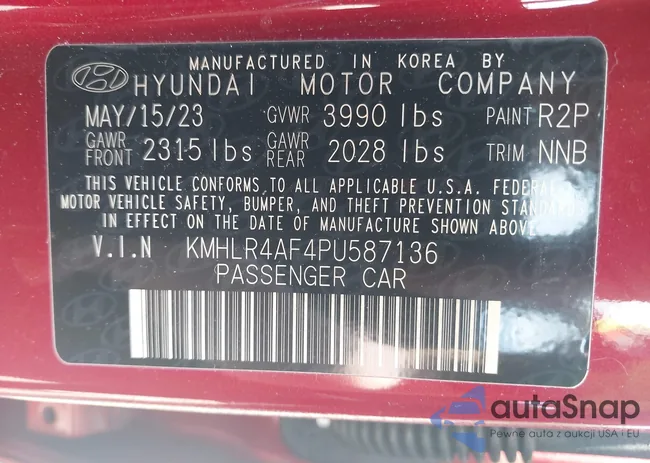 MANUFACTURED IN KOREA BY
HYUNDAI MOTOR COMPANY
MAY/15/23 GVWR 3990 lbs PAINT R2P
GAWR FRONT 2315 lbs GAWR REAR 2028 lbs TRIM NNB
THIS VEHICLE CONFORMS TO ALL APPLICABLE U.S.A. FEDERAL
MOTOR VEHICLE SAFETY, BUMPER, AND THEFT PREVENTION STANDARDS
IN EFFECT ON THE DATE OF MANUFACTURE SHOWN ABOVE.
V.I.N KMHLR4AF4PU587136
PASSENGER CAR
autaSnap
Pewne auta z aukcji USA i EU